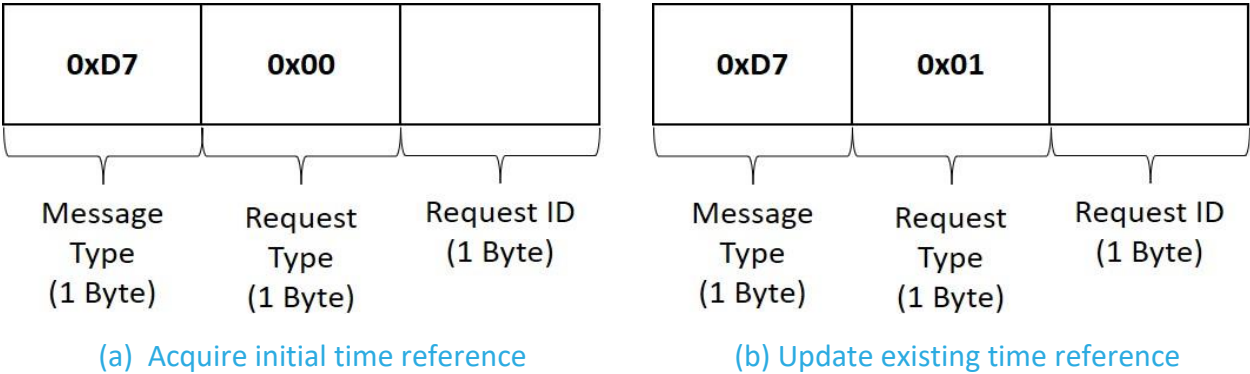 0xD7 0x00
Message
Type
(1 Byte)
Request
Type
(1 Byte)
Request ID
(1 Byte)
(a) Acquire initial time reference
0xD7 0x01
Message
Type
(1 Byte)
Request
Type
(1 Byte)
Request ID
(1 Byte)
(b) Update existing time reference